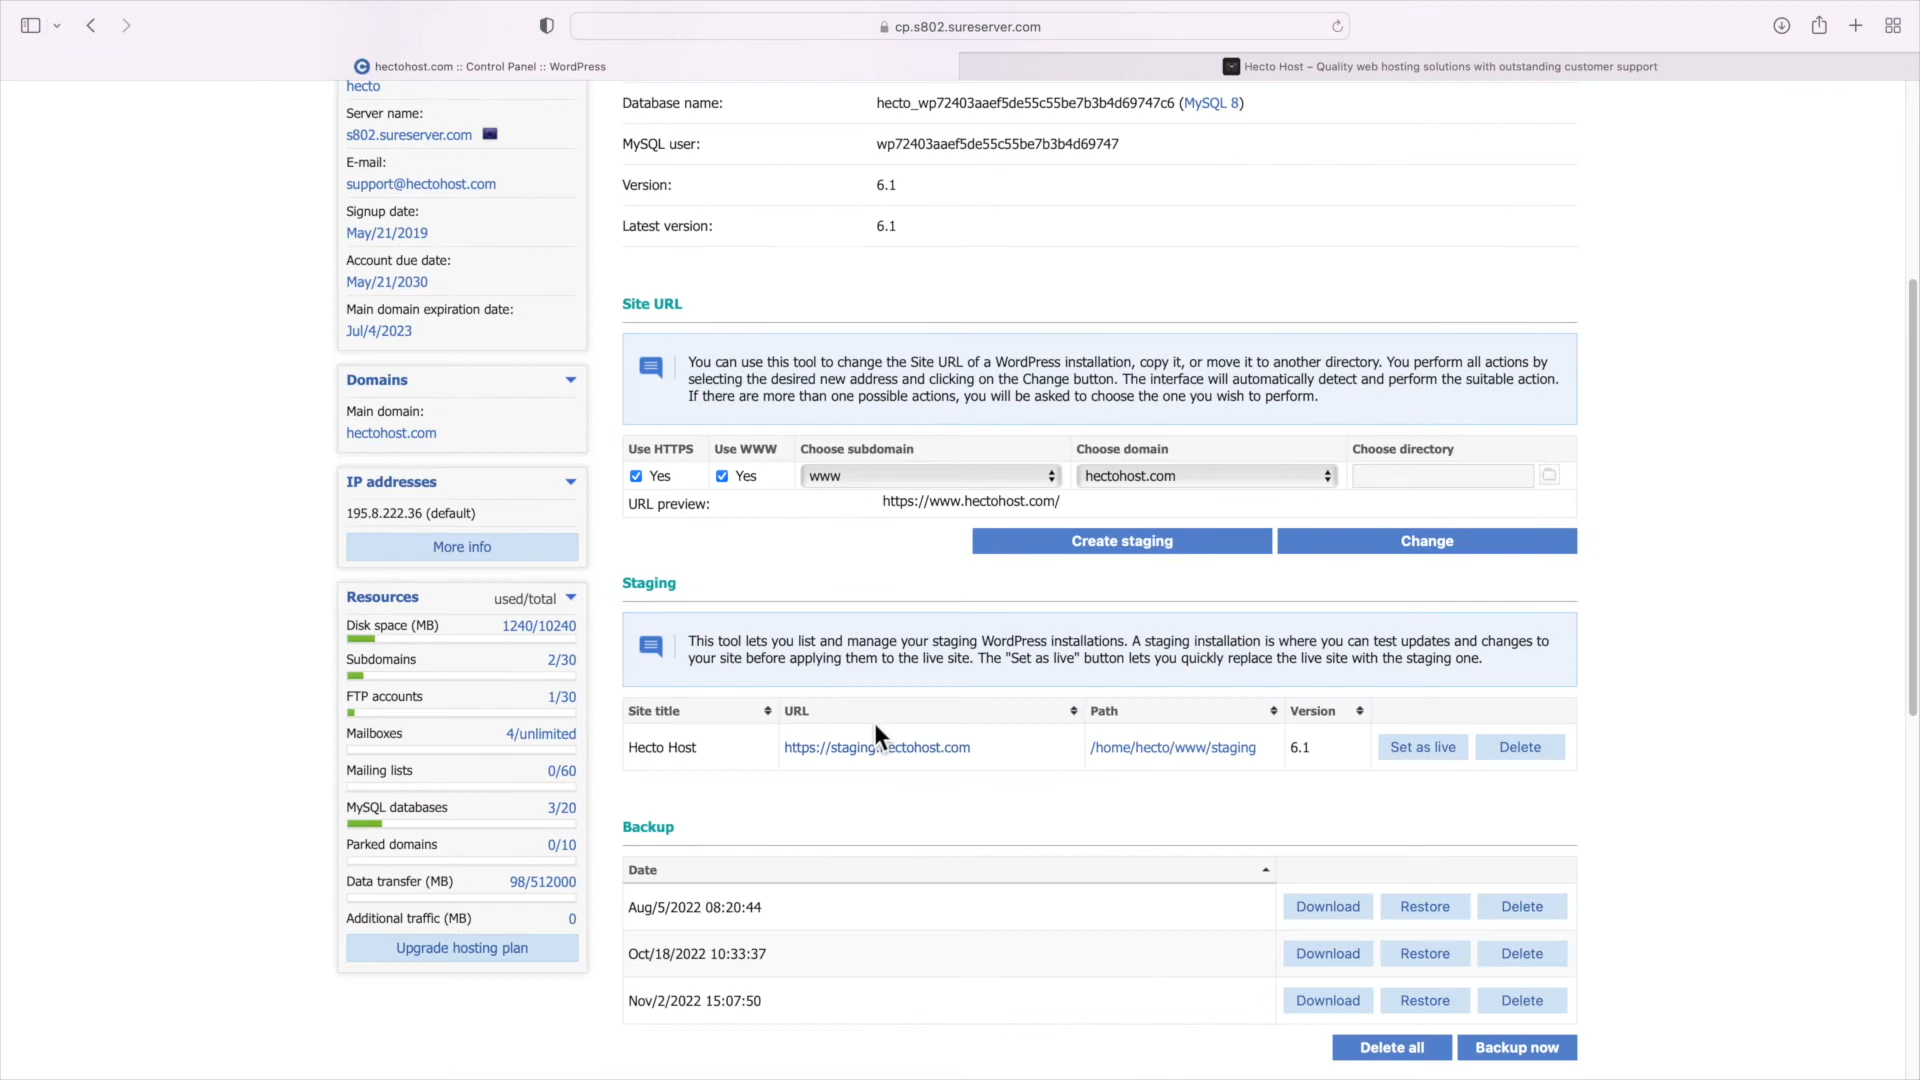 cp.s802.sureserver.com
hectohost.com :: Control Panel :: WordPress
Hecto Host – Quality web hosting solutions with outstanding customer support
hecto
Server name:
s802.sureserver.com
E-mail:
support@hectohost.com
Signup date:
May/21/2019
Account due date:
May/21/2030
Main domain expiration date:
Jul/4/2023
Domains
Main domain:
hectohost.com
IP addresses
195.8.222.36 (default)
More info
Resources used/total
Disk space (MB) 1240/10240
Subdomains 2/30
FTP accounts 1/30
Mailboxes 4/unlimited
Mailing lists 0/60
MySQL databases 3/20
Parked domains 0/10
Data transfer (MB) 98/512000
Additional traffic (MB) 0
Upgrade hosting plan
Database name: hecto_wp72403aaef5de55c55be7b3b4d69747c6 (MySQL 8)
MySQL user: wp72403aaef5de55c55be7b3b4d69747
Version: 6.1
Latest version: 6.1
Site URL
You can use this tool to change the Site URL of a WordPress installation, copy it, or move it to another directory. You perform all actions by
selecting the desired new address and clicking on the Change button. The interface will automatically detect and perform the suitable action.
If there are more than one possible actions, you will be asked to choose the one you wish to perform.
Use HTTPS Use WWW Choose subdomain Choose domain Choose directory
Yes Yes www hectohost.com
URL preview: https://www.hectohost.com/
Create staging Change
Staging
This tool lets you list and manage your staging WordPress installations. A staging installation is where you can test updates and changes to
your site before applying them to the live site. The "Set as live" button lets you quickly replace the live site with the staging one.
Site title URL Path Version
Hecto Host https://staging.hectohost.com /home/hecto/www/staging 6.1 Set as live Delete
Backup
Date
Aug/5/2022 08:20:44 Download Restore Delete
Oct/18/2022 10:33:37 Download Restore Delete
Nov/2/2022 15:07:50 Download Restore Delete
Delete all Backup now